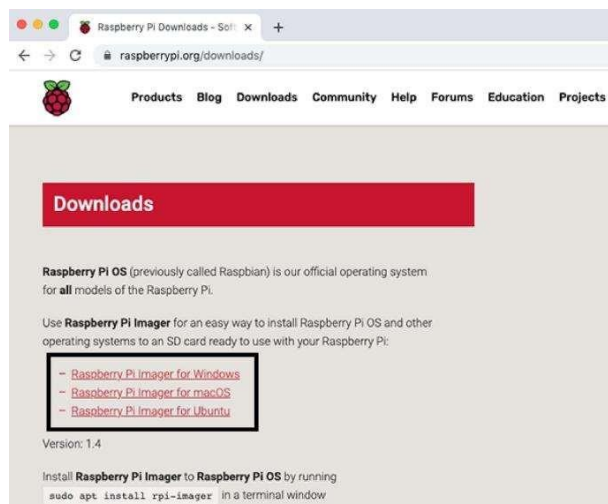 Raspberry Pi Downloads - Soft
raspberrypi.org/downloads/
Products Blog Downloads Community Help Forums Education Projects
Downloads
Raspberry Pi OS (previously called Raspbian) is our official operating system
for all models of the Raspberry Pi.
Use Raspberry Pi Imager for an easy way to install Raspberry Pi OS and other
operating systems to an SD card ready to use with your Raspberry Pi:
– Raspberry Pi Imager for Windows
– Raspberry Pi Imager for macOS
– Raspberry Pi Imager for Ubuntu
Version: 1.4
Install Raspberry Pi Imager to Raspberry Pi OS by running
sudo apt install rpi-imager in a terminal window